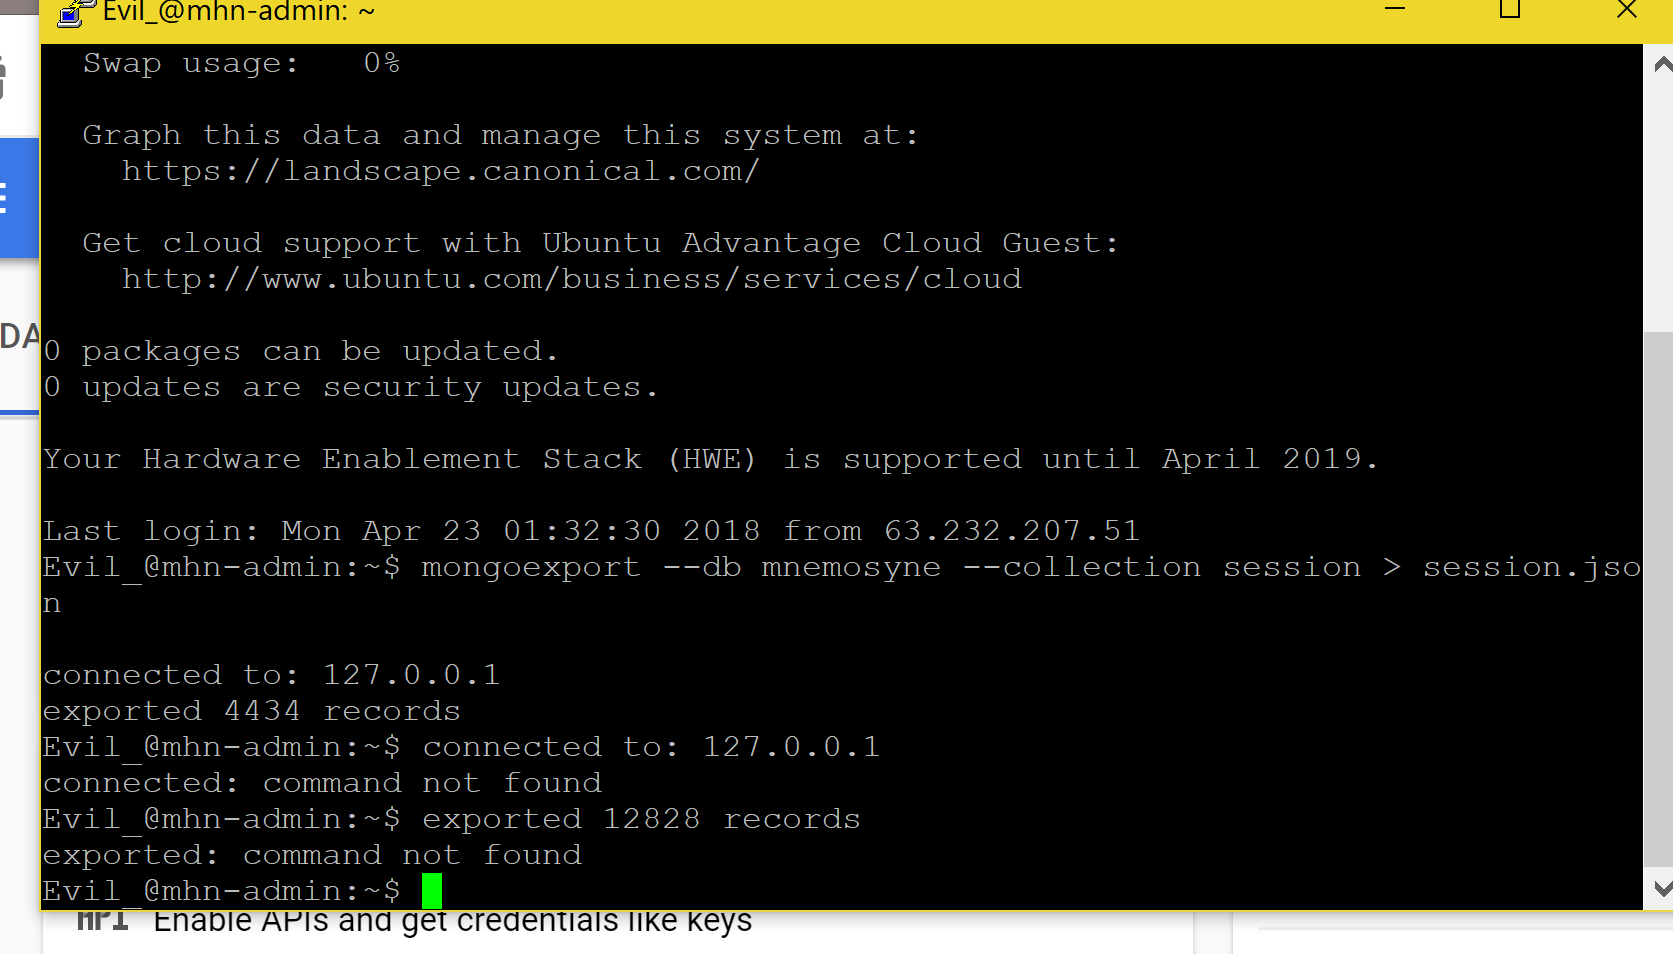 Evil_@mhn-admin: ~
Swap usage:   0%
Graph this data and manage this system at:
https://landscape.canonical.com/
Get cloud support with Ubuntu Advantage Cloud Guest:
http://www.ubuntu.com/business/services/cloud
DA
0 packages can be updated.
0 updates are security updates.
Your Hardware Enablement Stack (HWE) is supported until April 2019.
Last login: Mon Apr 23 01:32:30 2018 from 63.232.207.51
Evil_@mhn-admin:~$ mongoexport --db mnemosyne --collection session > session.jso
n
connected to: 127.0.0.1
exported 4434 records
Evil_@mhn-admin:~$ connected to: 127.0.0.1
connected: command not found
Evil_@mhn-admin:~$ exported 12828 records
exported: command not found
Evil_@mhn-admin:~$
API Enable APIs and get credentials like keys